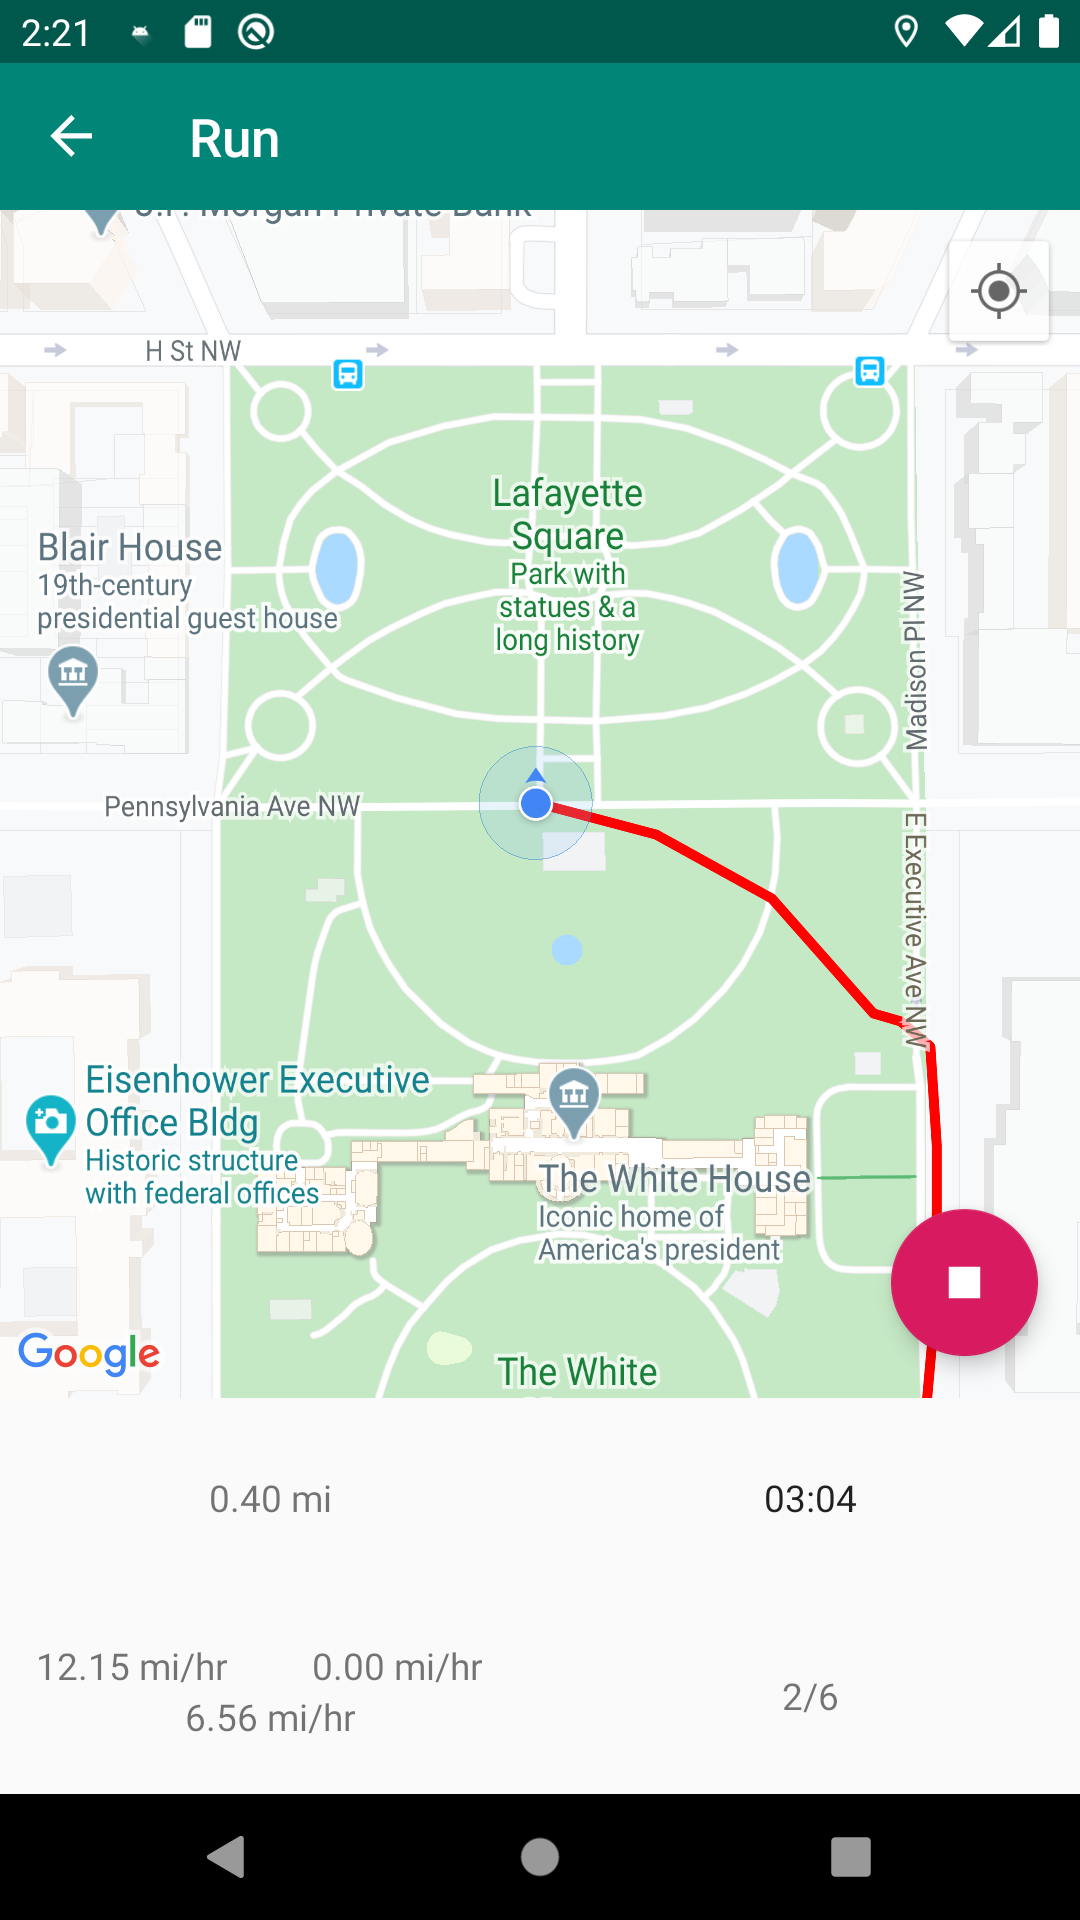 2:21
Run
J.P. Morgan Private Bank
H St NW
Lafayette
Square
Park with
statues & a
long history
Blair House
19th-century
presidential guest house
Madison Pl NW
Pennsylvania Ave NW
E Executive Ave NW
Eisenhower Executive
Office Bldg
Historic structure
with federal offices
The White House
Iconic home of
America's president
Google
The White
0.40 mi
03:04
12.15 mi/hr
0.00 mi/hr
6.56 mi/hr
2/6